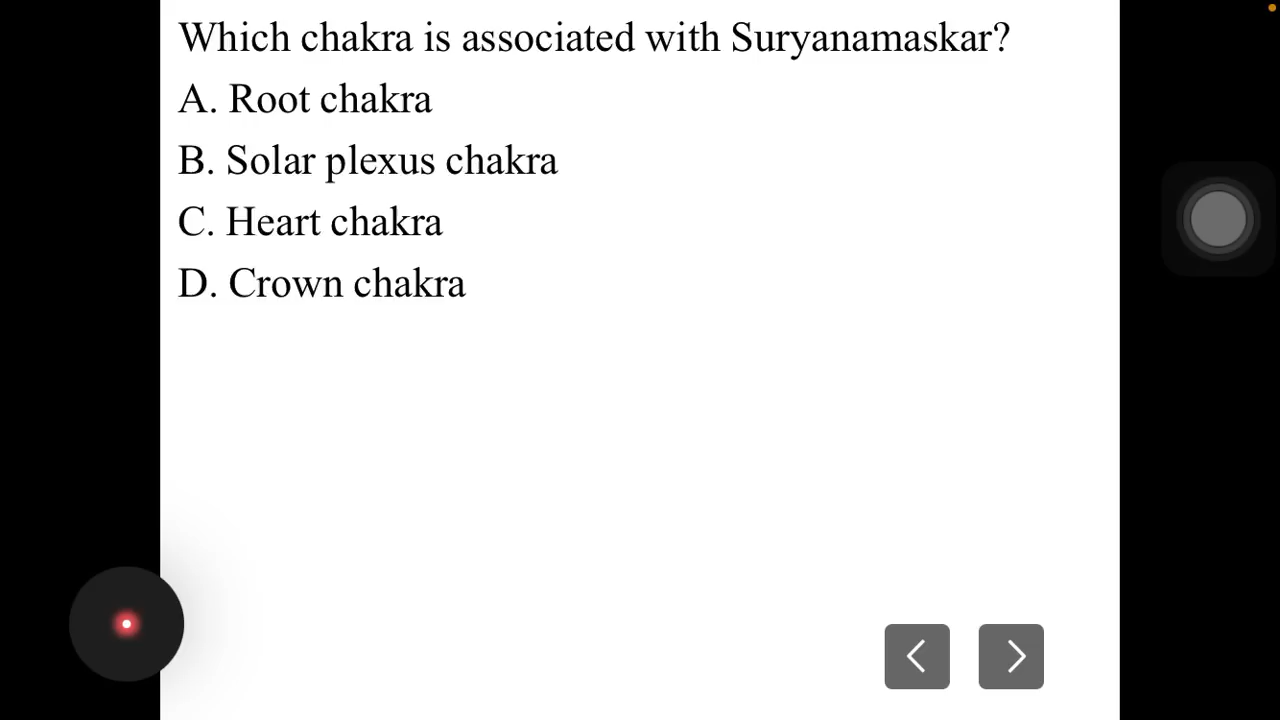 Which chakra is associated with Suryanamaskar?
A. Root chakra
B. Solar plexus chakra
C. Heart chakra
D. Crown chakra